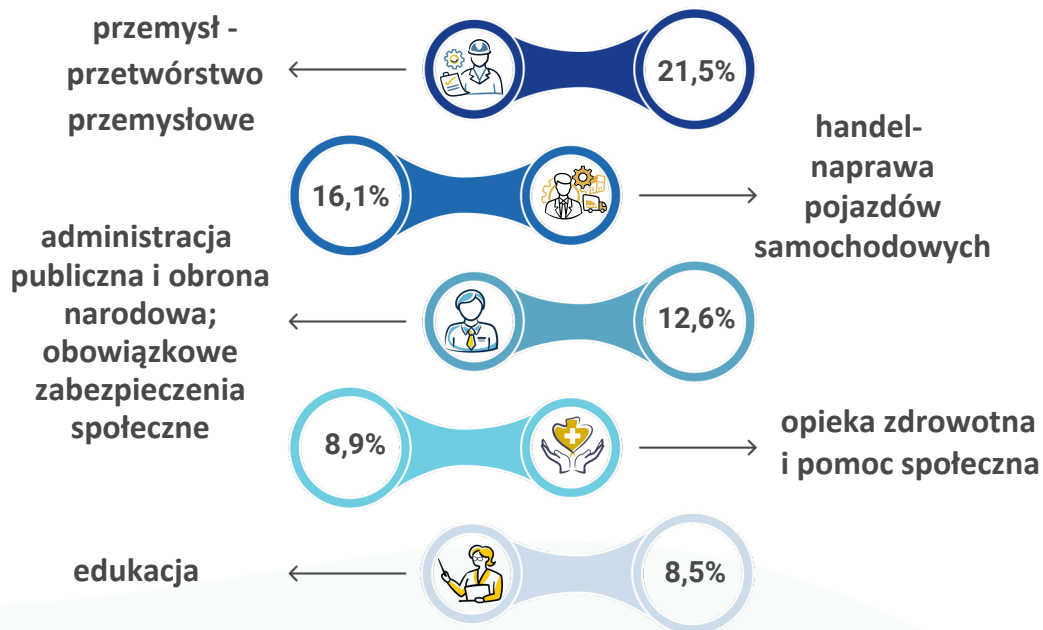 przemysł -
przetwórstwo
przemysłowe
21,5%
handel-
naprawa
pojazdów
samochodowych
16,1%
administracja
publiczna i obrona
narodowa;
obowiązkowe
zabezpieczenia
społeczne
12,6%
8,9%
opieka zdrowotna
i pomoc społeczna
edukacja
8,5%